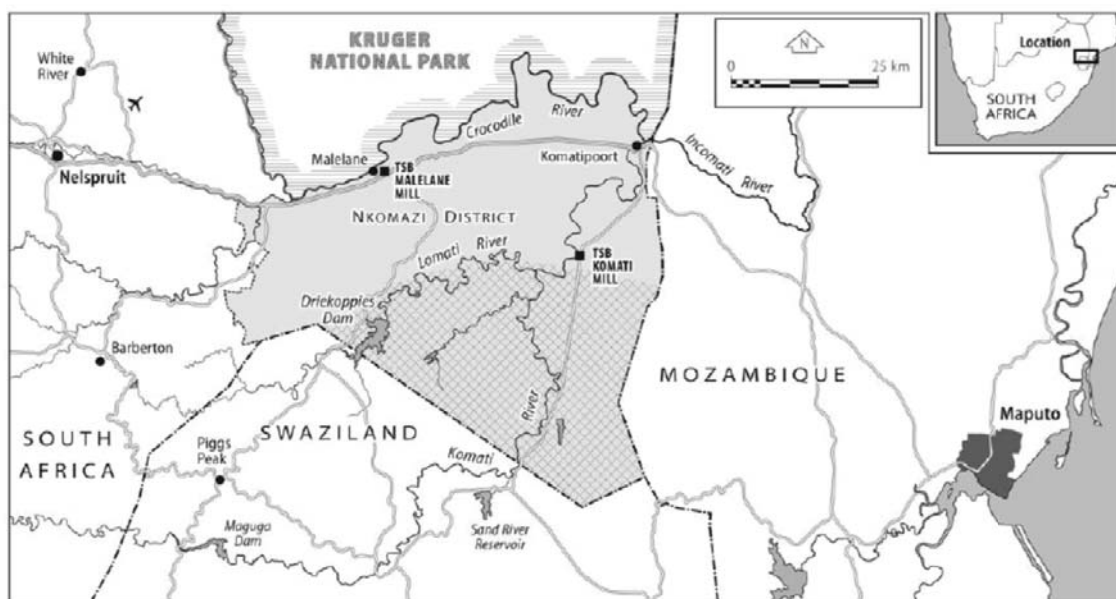 KRUGER
NATIONAL PARK
White
River
N
0
25 km
Location
SOUTH
AFRICA
Crocodile
River
Nelspruit
Malelane
TSB
MALELANE
MILL
Komatipoort
Incomati
River
NKOMAZI DISTRICT
Lomati River
TSB
KOMATI
MILL
Driekoppies
Dam
Barberton
MOZAMBIQUE
River
SOUTH
AFRICA
SWAZILAND
Maputo
Piggs
Peak
Komati
Maguga
Dam
Sand River
Reservoir